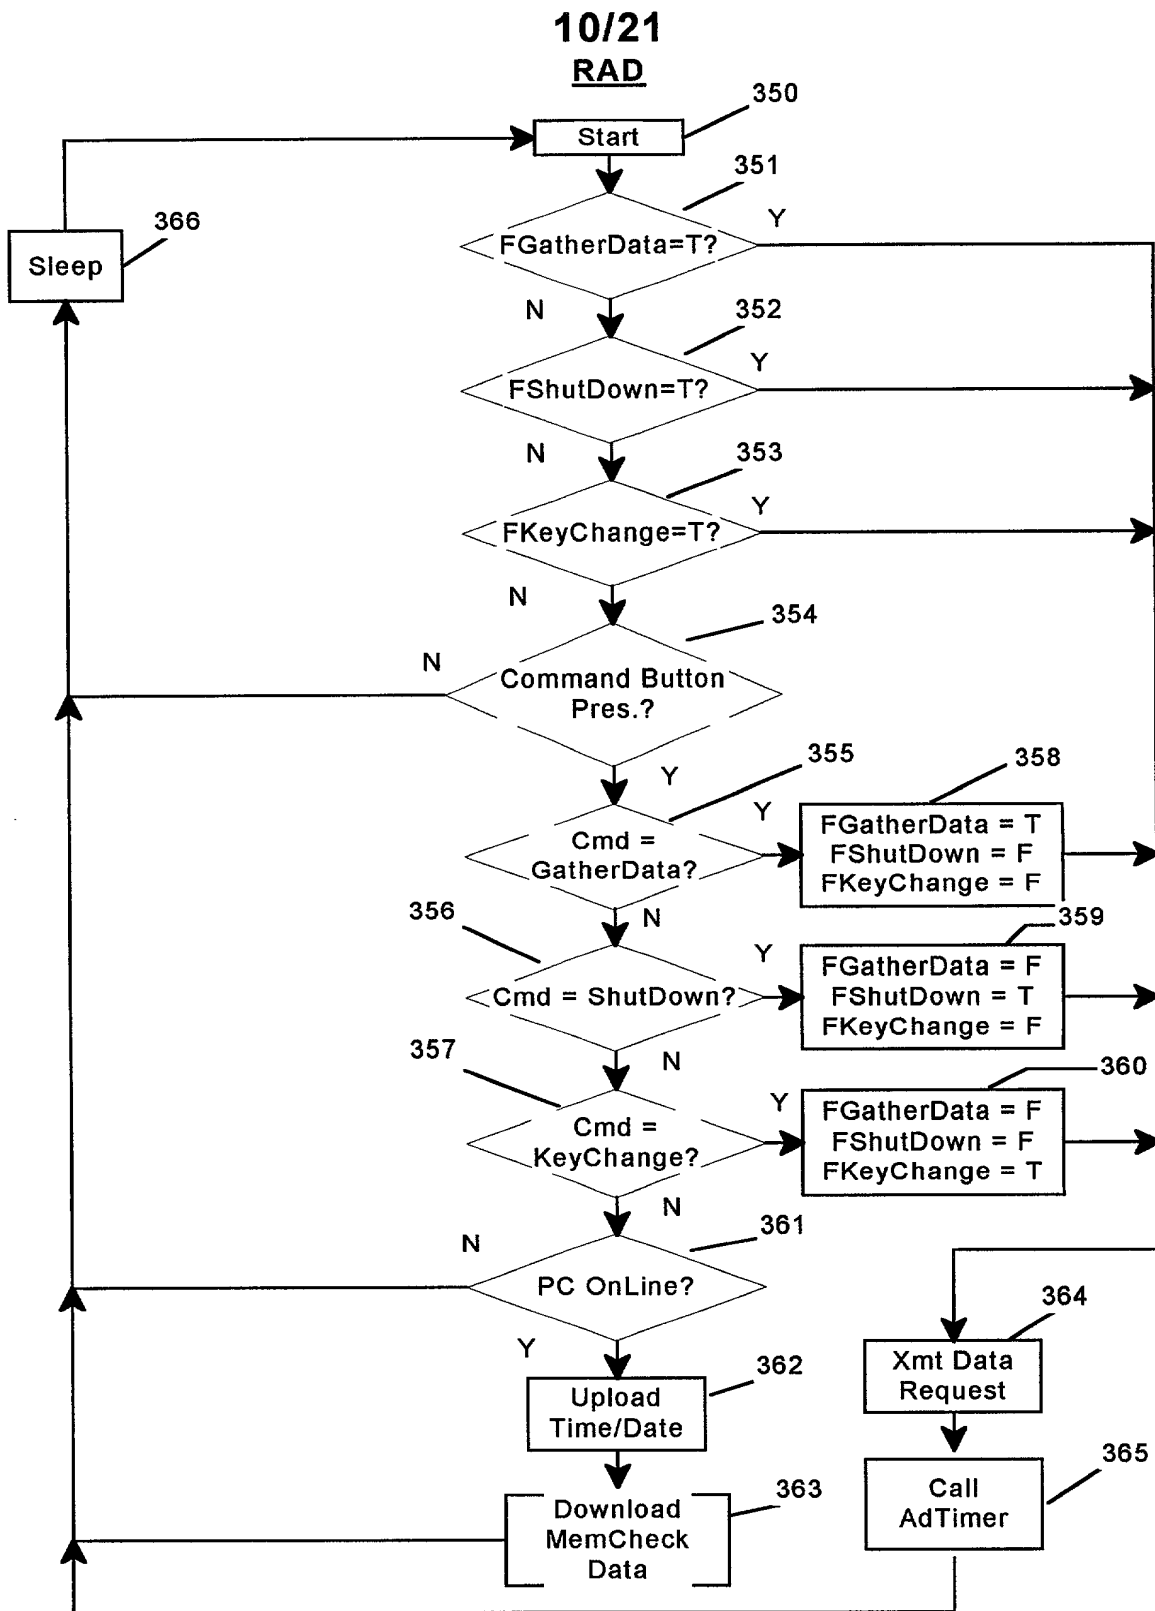 10/21
RAD
350
Start
351
FGatherData=T?
Y
366
Sleep
N
352
FShutDown=T?
Y
N
353
FKeyChange=T?
Y
N
354
Command Button
Pres.?
N
Y
355
Cmd =
GatherData?
Y
358
FGatherData = T
FShutDown = F
FKeyChange = F
N
356
Cmd = ShutDown?
Y
359
FGatherData = F
FShutDown = T
FKeyChange = F
N
357
Cmd =
KeyChange?
Y
360
FGatherData = F
FShutDown = F
FKeyChange = T
N
361
PC OnLine?
N
Y
362
Upload
Time/Date
363
Download
MemCheck
Data
364
Xmt Data
Request
365
Call
AdTimer